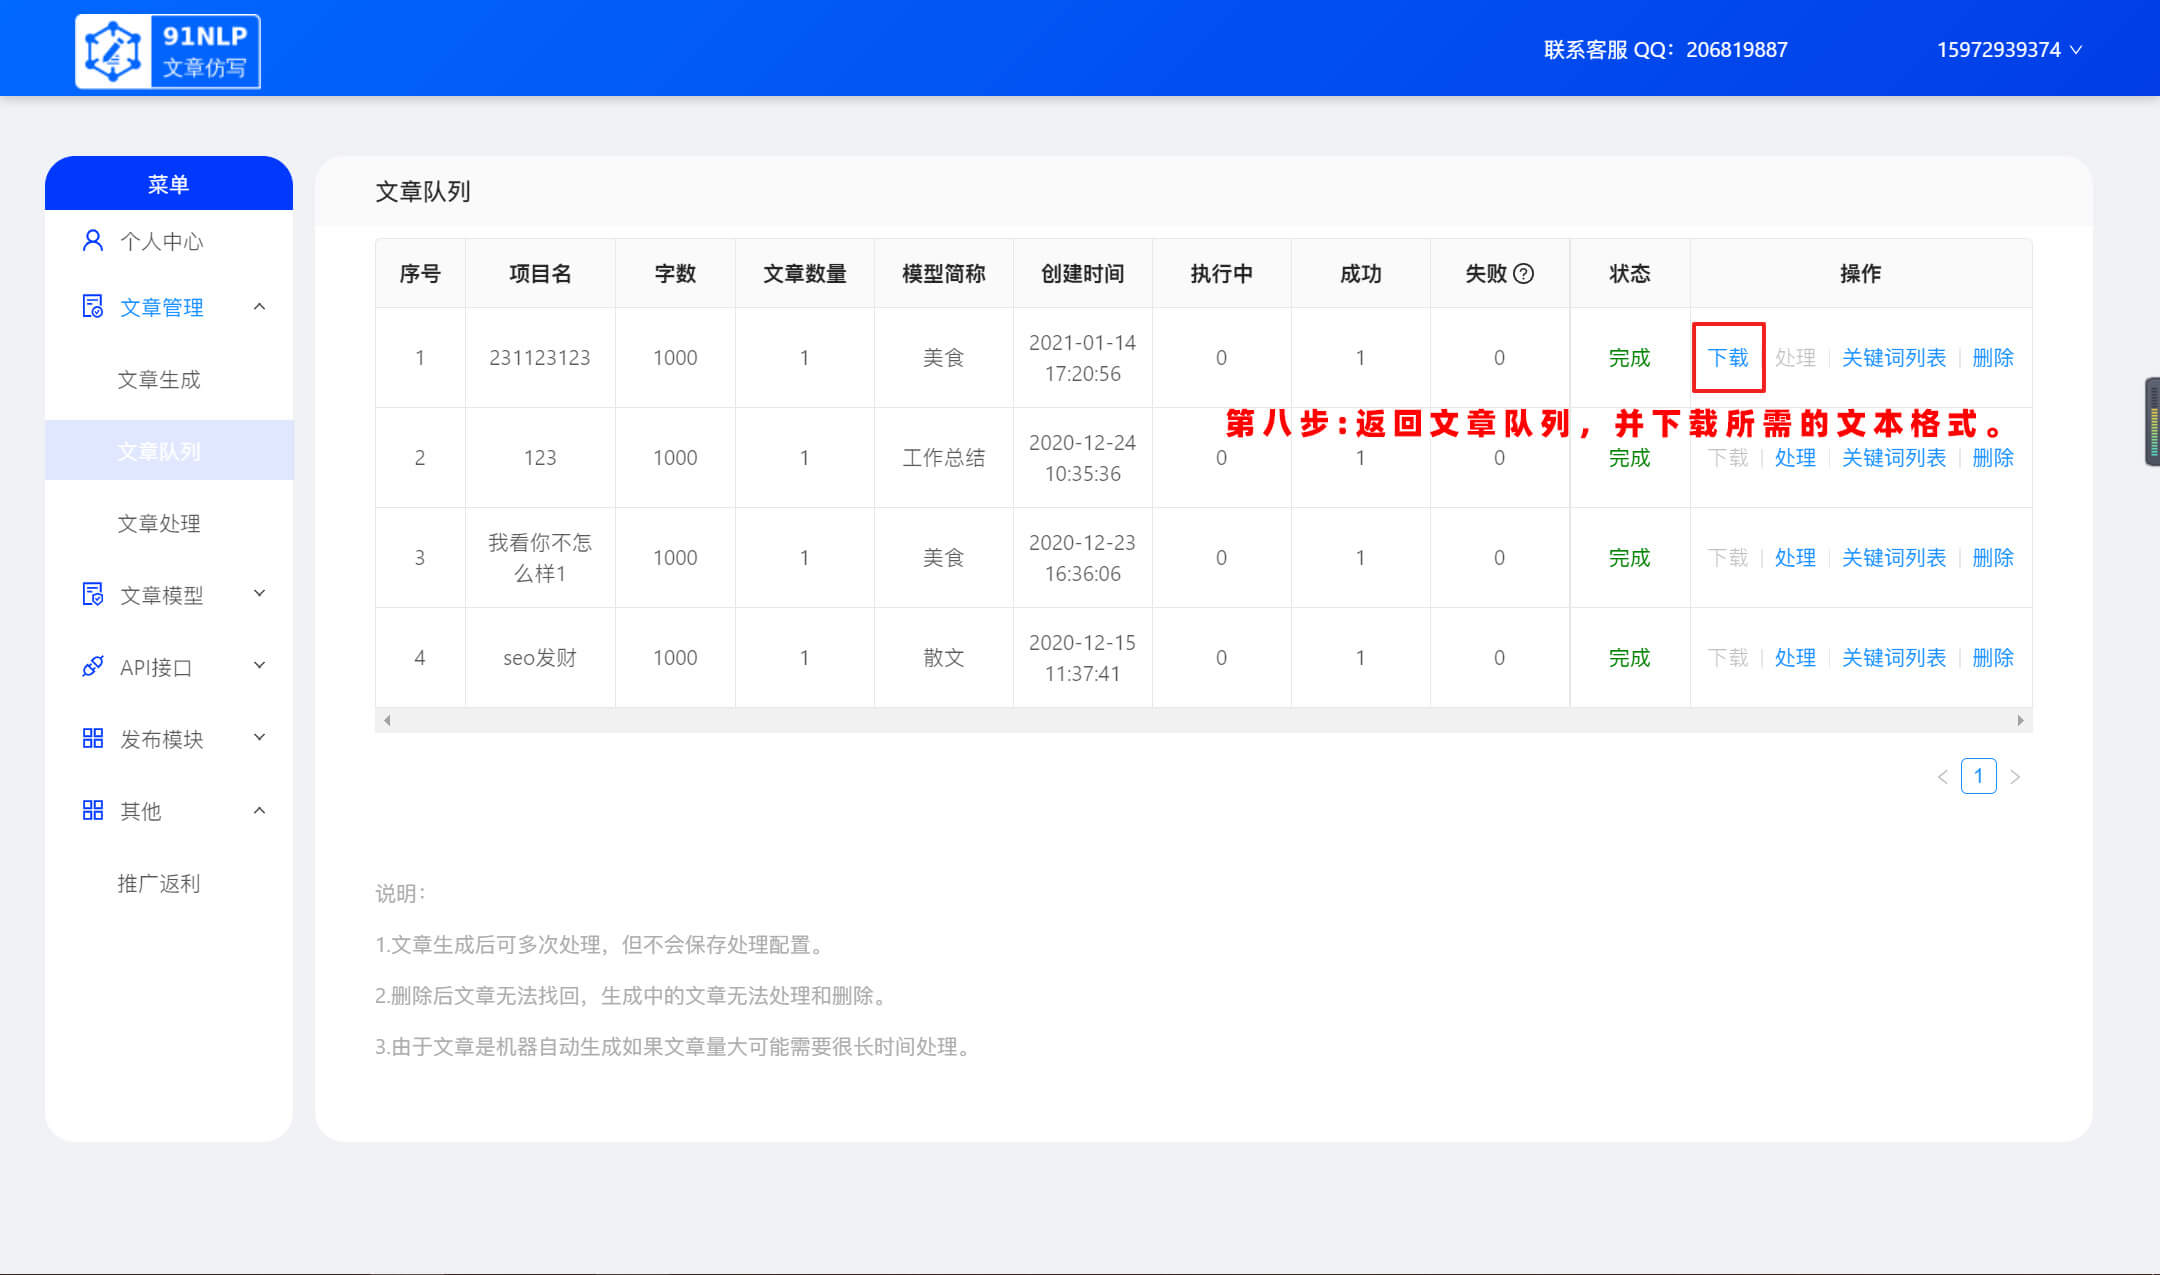 91NLP
文章仿写
联系客服 QQ：206819887
15972939374
菜单
个人中心
文章管理
文章生成
文章队列
文章处理
文章模型
API接口
发布模块
其他
推广返利
文章队列
序号 项目名 字数 文章数量 模型简称 创建时间 执行中 成功 失败 状态 操作
1 231123123 1000 1 美食 2021-01-14 17:20:56 0 1 0 完成 下载 处理 关键词列表 删除
第八步:返回文章队列，并下载所需的文本格式。
2 123 1000 1 工作总结 2020-12-24 10:35:36 0 1 0 完成 下载 处理 关键词列表 删除
3 我看你不怎么样1 1000 1 美食 2020-12-23 16:36:06 0 1 0 完成 下载 处理 关键词列表 删除
4 seo发财 1000 1 散文 2020-12-15 11:37:41 0 1 0 完成 下载 处理 关键词列表 删除
1
说明：
1.文章生成后可多次处理，但不会保存处理配置。
2.删除后文章无法找回，生成中的文章无法处理和删除。
3.由于文章是机器自动生成如果文章量大可能需要很长时间处理。